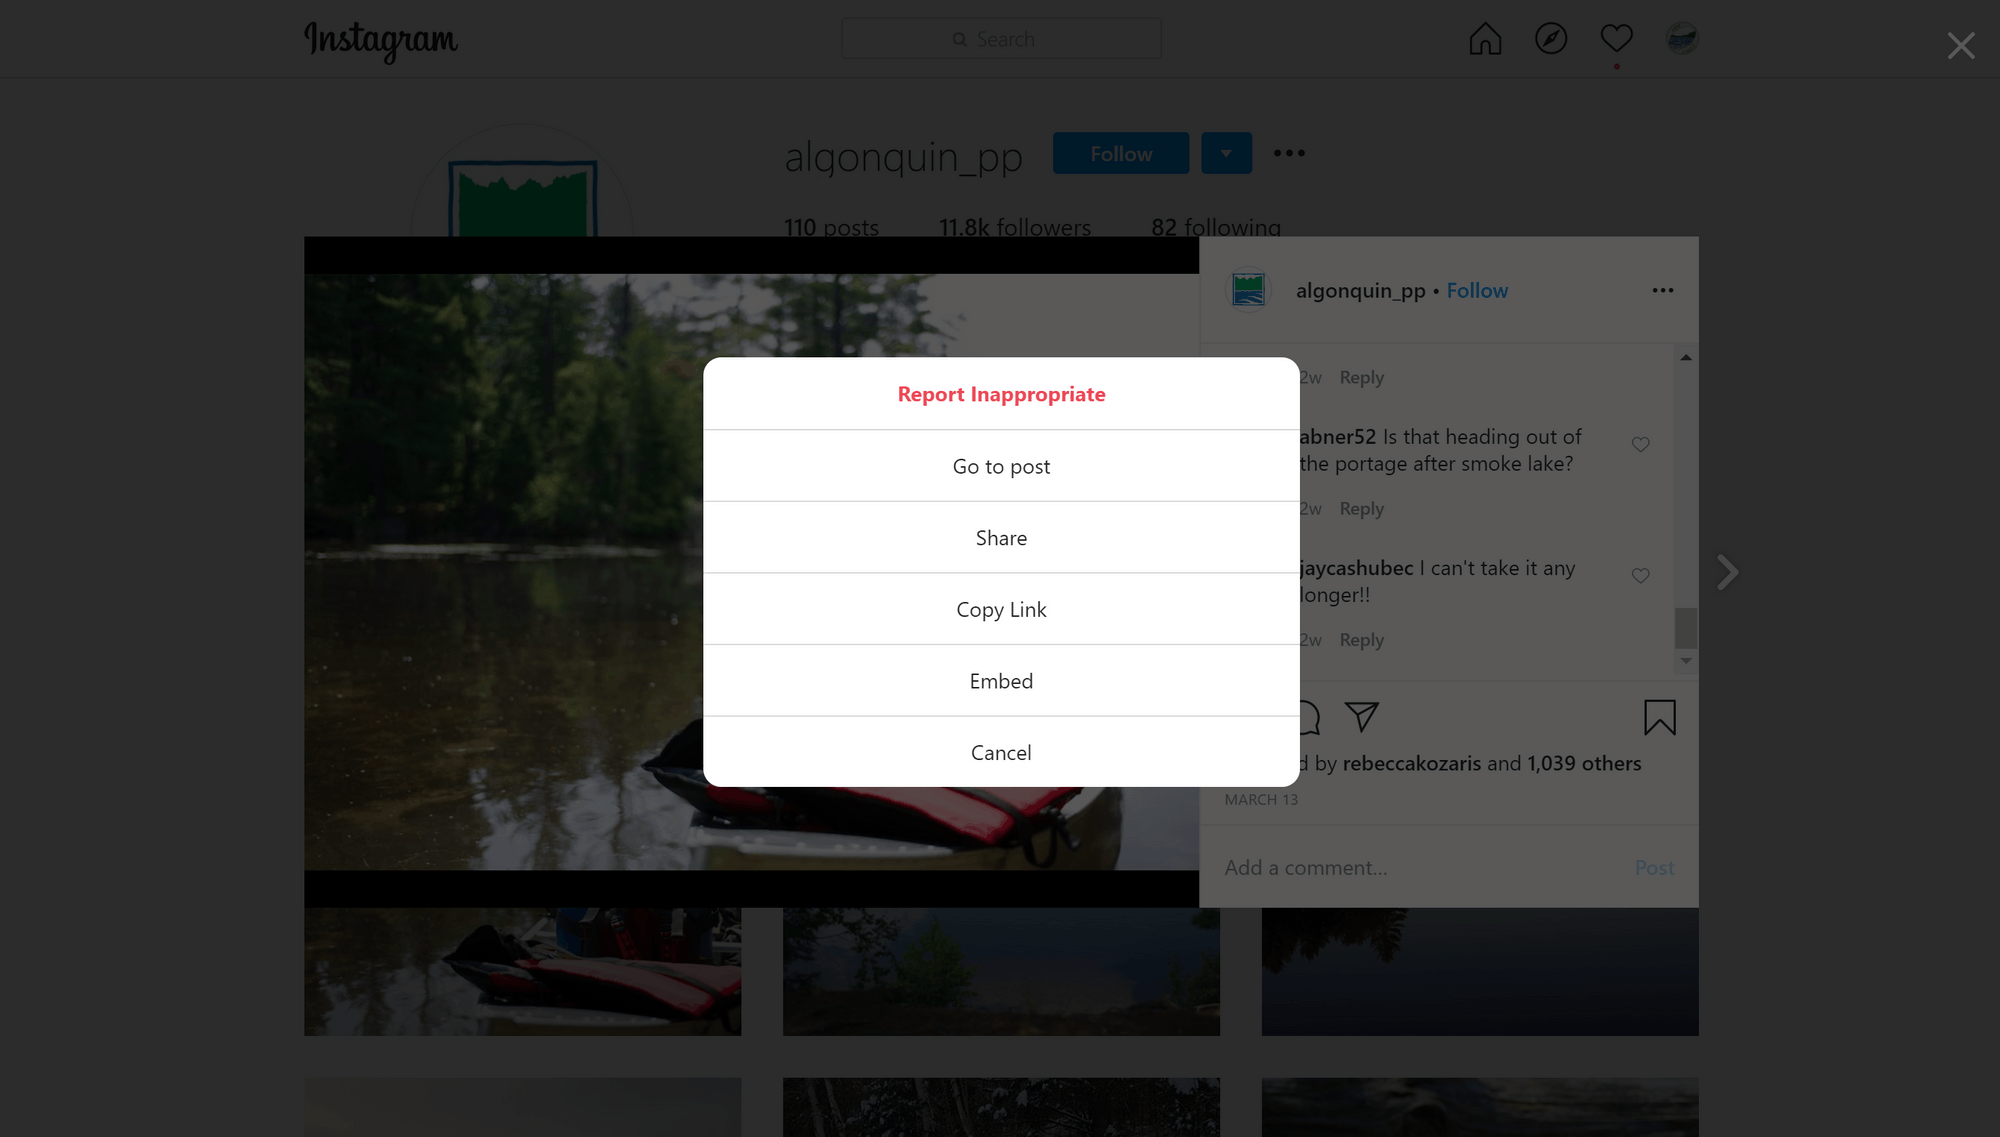 Instagram
Search
algonquin_pp Follow
110 posts 11.8k followers 82 following
algonquin_pp • Follow
2w Reply
abner52 Is that heading out of
the portage after smoke lake?
2w Reply
jaycashubec I can't take it any
longer!!
2w Reply
Report Inappropriate
Go to post
Share
Copy Link
Embed
Cancel
d by rebeccakozaris and 1,039 others
MARCH 13
Add a comment... Post